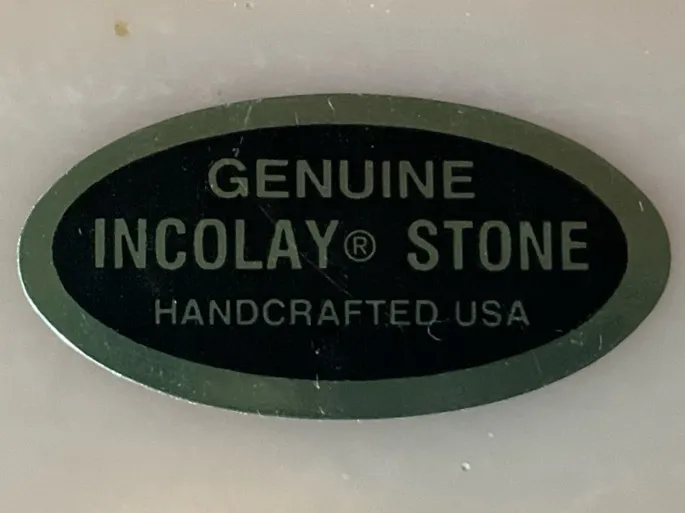 GENUINE
INCOLAY® STONE
HANDCRAFTED USA